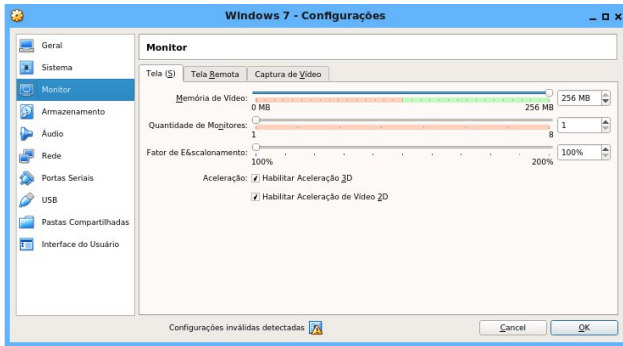 Windows 7 - Configurações
Geral
Sistema
Monitor
Armazenamento
Áudio
Rede
Portas Seriais
USB
Pastas Compartilhadas
Interface do Usuário
Monitor
Tela (S) Tela Remota Captura de Vídeo
Memória de Vídeo: 256 MB
0 MB 256 MB
Quantidade de Monitores: 1
1 8
Fator de E&scalonamento: 100%
100% 200%
Aceleração: Habilitar Aceleração 3D
Habilitar Aceleração de Vídeo 2D
Configurações inválidas detectadas Cancel OK